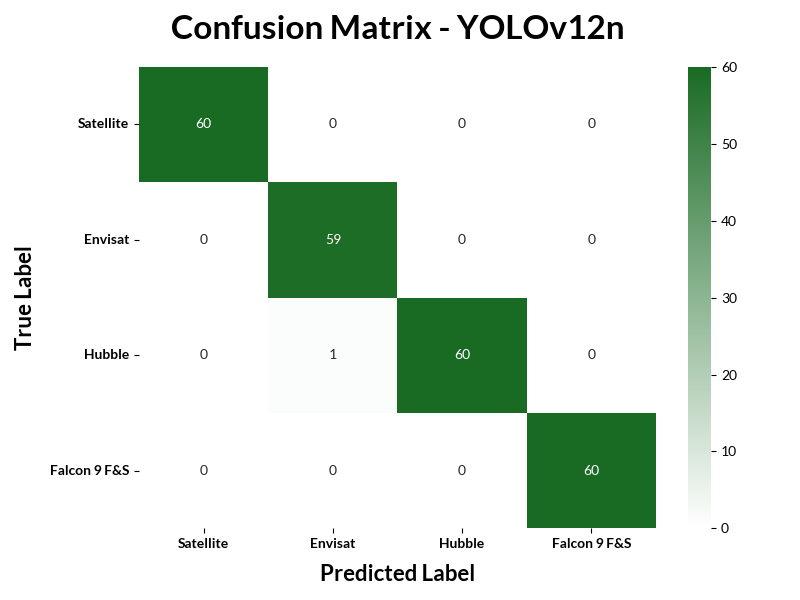 Confusion Matrix - YOLOv12n
True Label
Satellite 60 0 0 0
Envisat 0 59 0 0
Hubble 0 1 60 0
Falcon 9 F&S 0 0 0 60
Satellite Envisat Hubble Falcon 9 F&S
Predicted Label
60
50
40
30
20
10
0